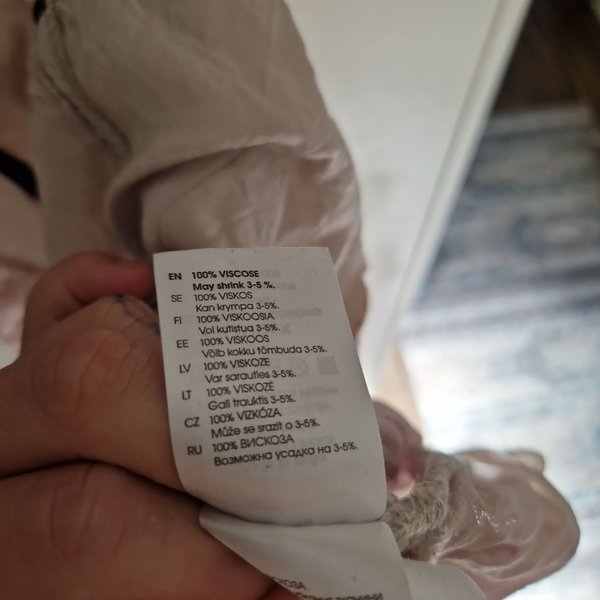 EN 100% VISCOSE
May shrink 3-5 %.
SE 100% VISKOS
Kan krympa 3-5%.
FI 100% VISKOOSIA
Voi kutistua 3-5%.
EE 100% VISKOOS
Võib kokku tõmbuda 3-5%.
LV 100% VISKOZE
Var sarauties 3-5%.
LT 100% VISKOZĖ
Gali trauktis 3-5%.
CZ 100% VIZKÓZA
Může se srazit o 3-5%.
RU 100% ВИСКОЗА
Возможна усадка на 3-5%.